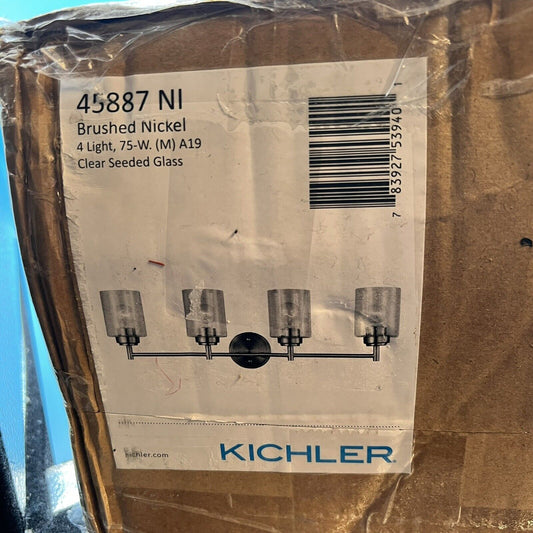 45887 NI
Brushed Nickel
4 Light, 75-W. (M) A19
Clear Seeded Glass
7 83927 53940 1
kichler.com
KICHLER